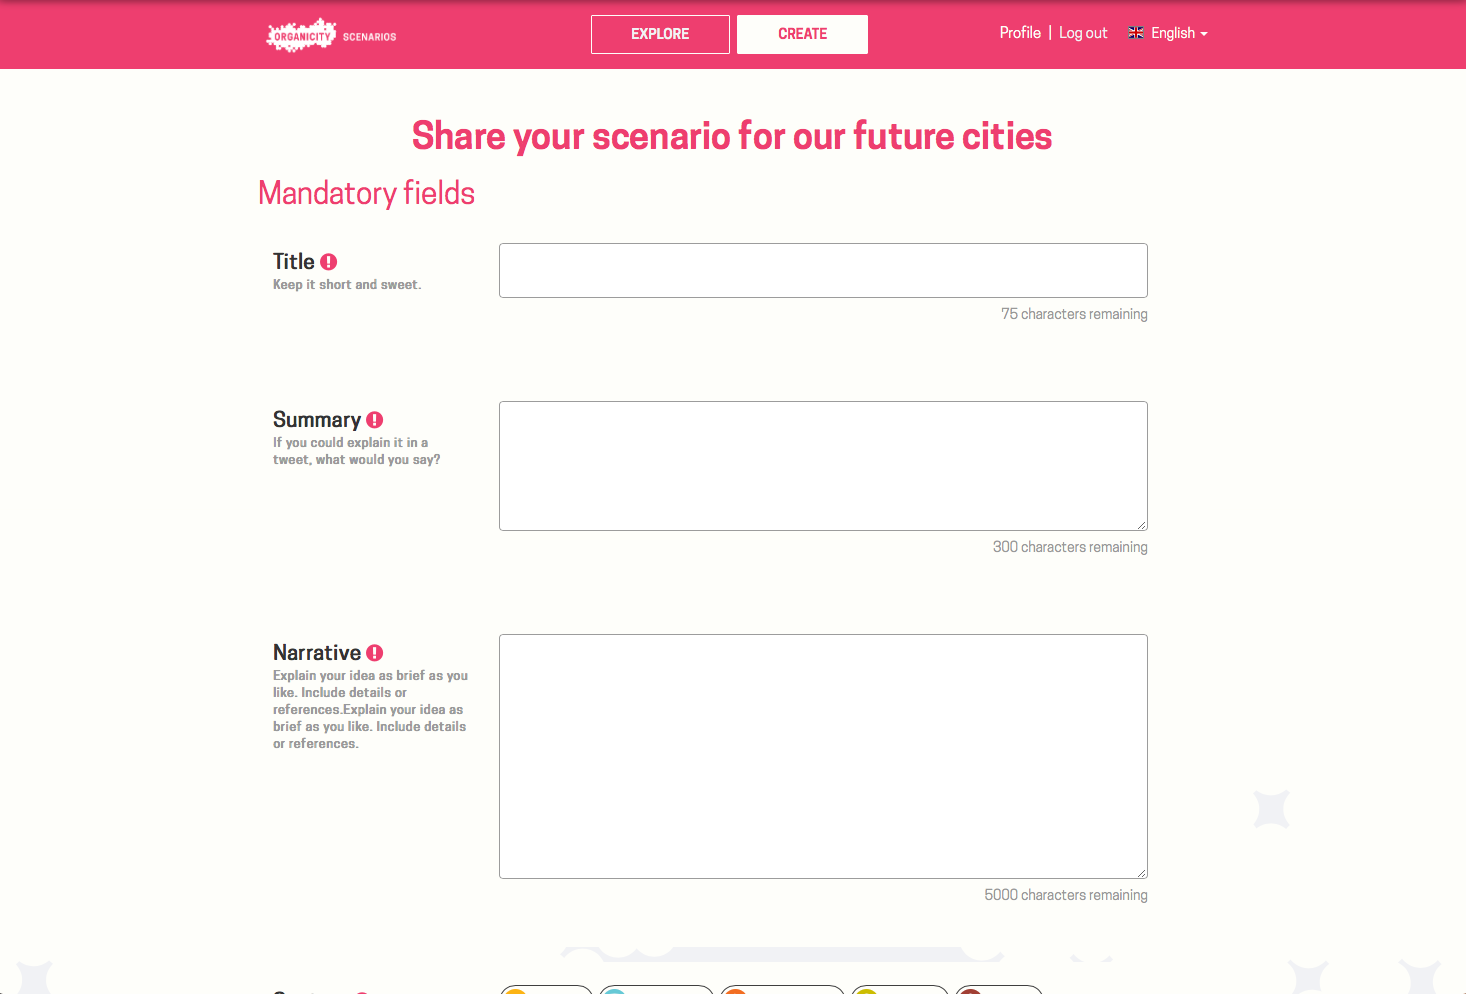 ORGANICITY SCENARIOS
EXPLORE
CREATE
Profile | Log out
English
Share your scenario for our future cities
Mandatory fields
Title
Keep it short and sweet.
75 characters remaining
Summary
If you could explain it in a
tweet, what would you say?
300 characters remaining
Narrative
Explain your idea as brief as you
like. Include details or
references.Explain your idea as
brief as you like. Include details
or references.
5000 characters remaining